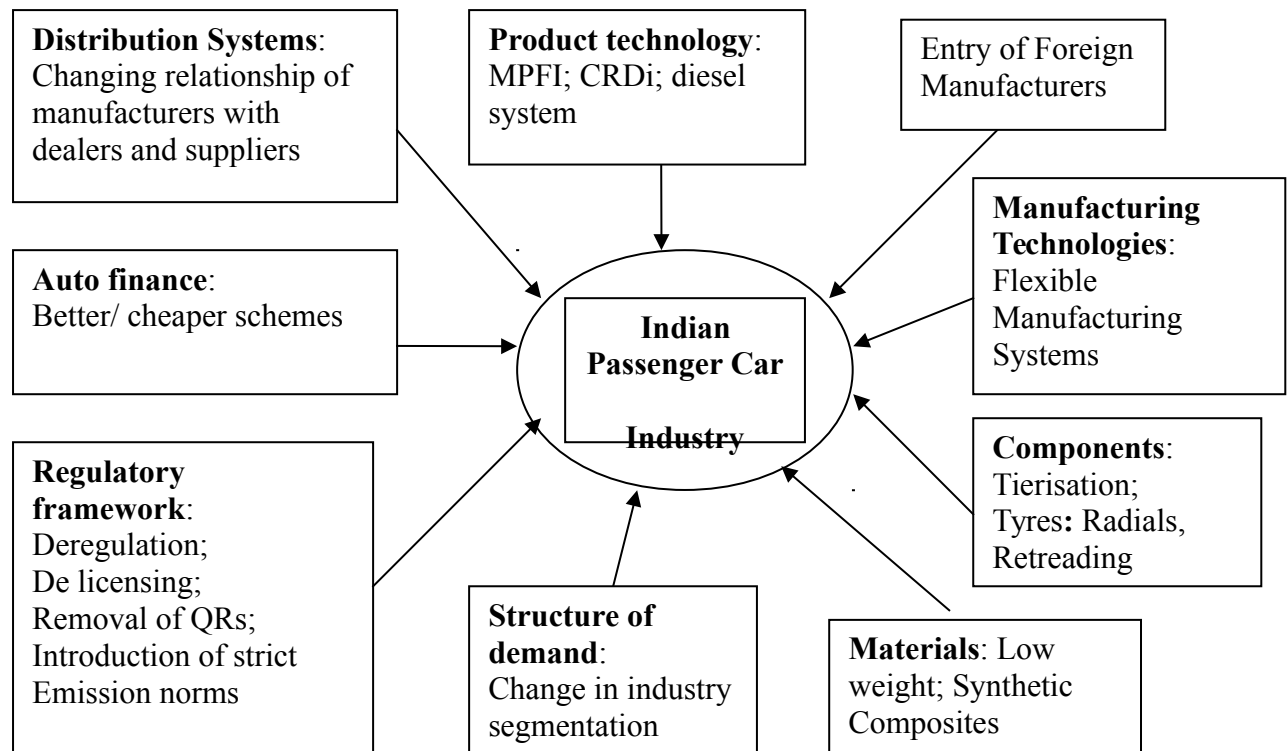 Distribution Systems:
Changing relationship of
manufacturers with
dealers and suppliers
Product technology:
MPFI; CRDi; diesel
system
Entry of Foreign
Manufacturers
Manufacturing
Technologies:
Flexible
Manufacturing
Systems
Auto finance:
Better/ cheaper schemes
Indian
Passenger Car
Industry
Regulatory
framework:
Deregulation;
De licensing;
Removal of QRs;
Introduction of strict
Emission norms
Structure of
demand:
Change in industry
segmentation
Materials: Low
weight; Synthetic
Composites
Components:
Tierisation;
Tyres: Radials,
Retreading